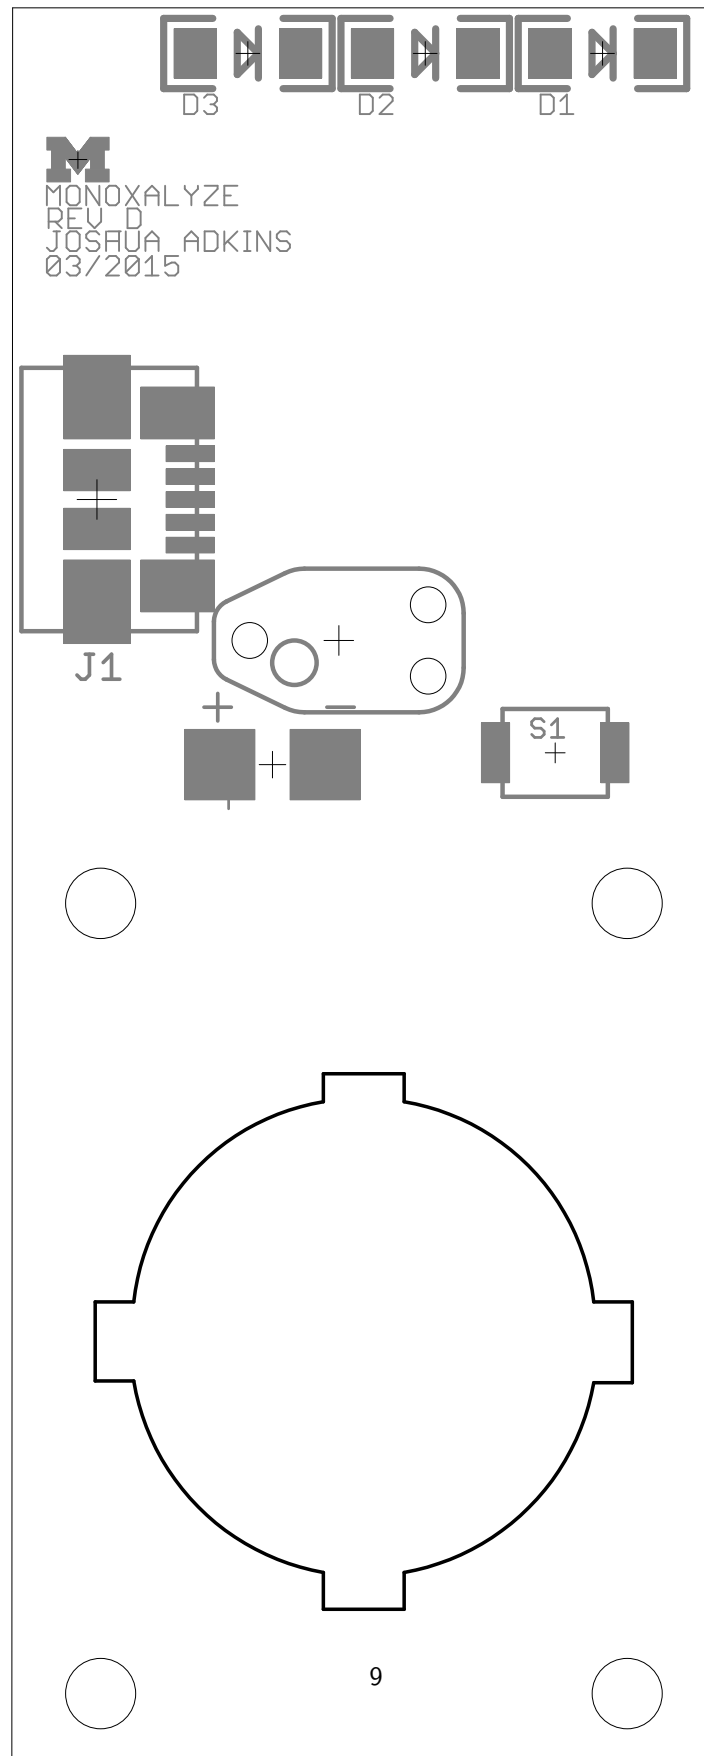 D3 D2 D1
M
MONOXALYZE
REV D
JOSHUA ADKINS
03/2015
J1
+ −
S1
9